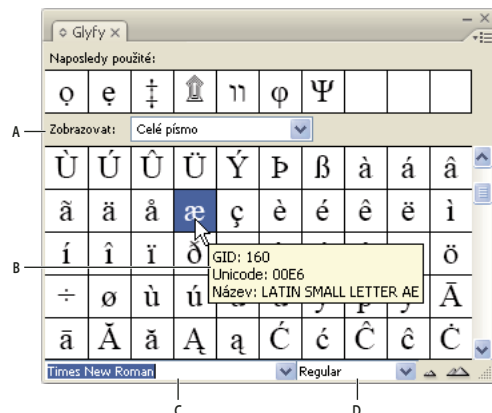 Glyfy
Naposledy použité:
ọ ẹ ‡ װ φ Ψ
A
Zobrazovat: Celé písmo
Ù Ú Û Ü Ý Þ ß à á â
ã ä å æ ç è é ê ë ì
í î ï ð ö
B
GID: 160
Unicode: 00E6
Název: LATIN SMALL LETTER AE
÷ ø ù ú Ā
ā Ă ă Ą ą Ć ć Ĉ ĉ Ċ
Times New Roman Regular
C D